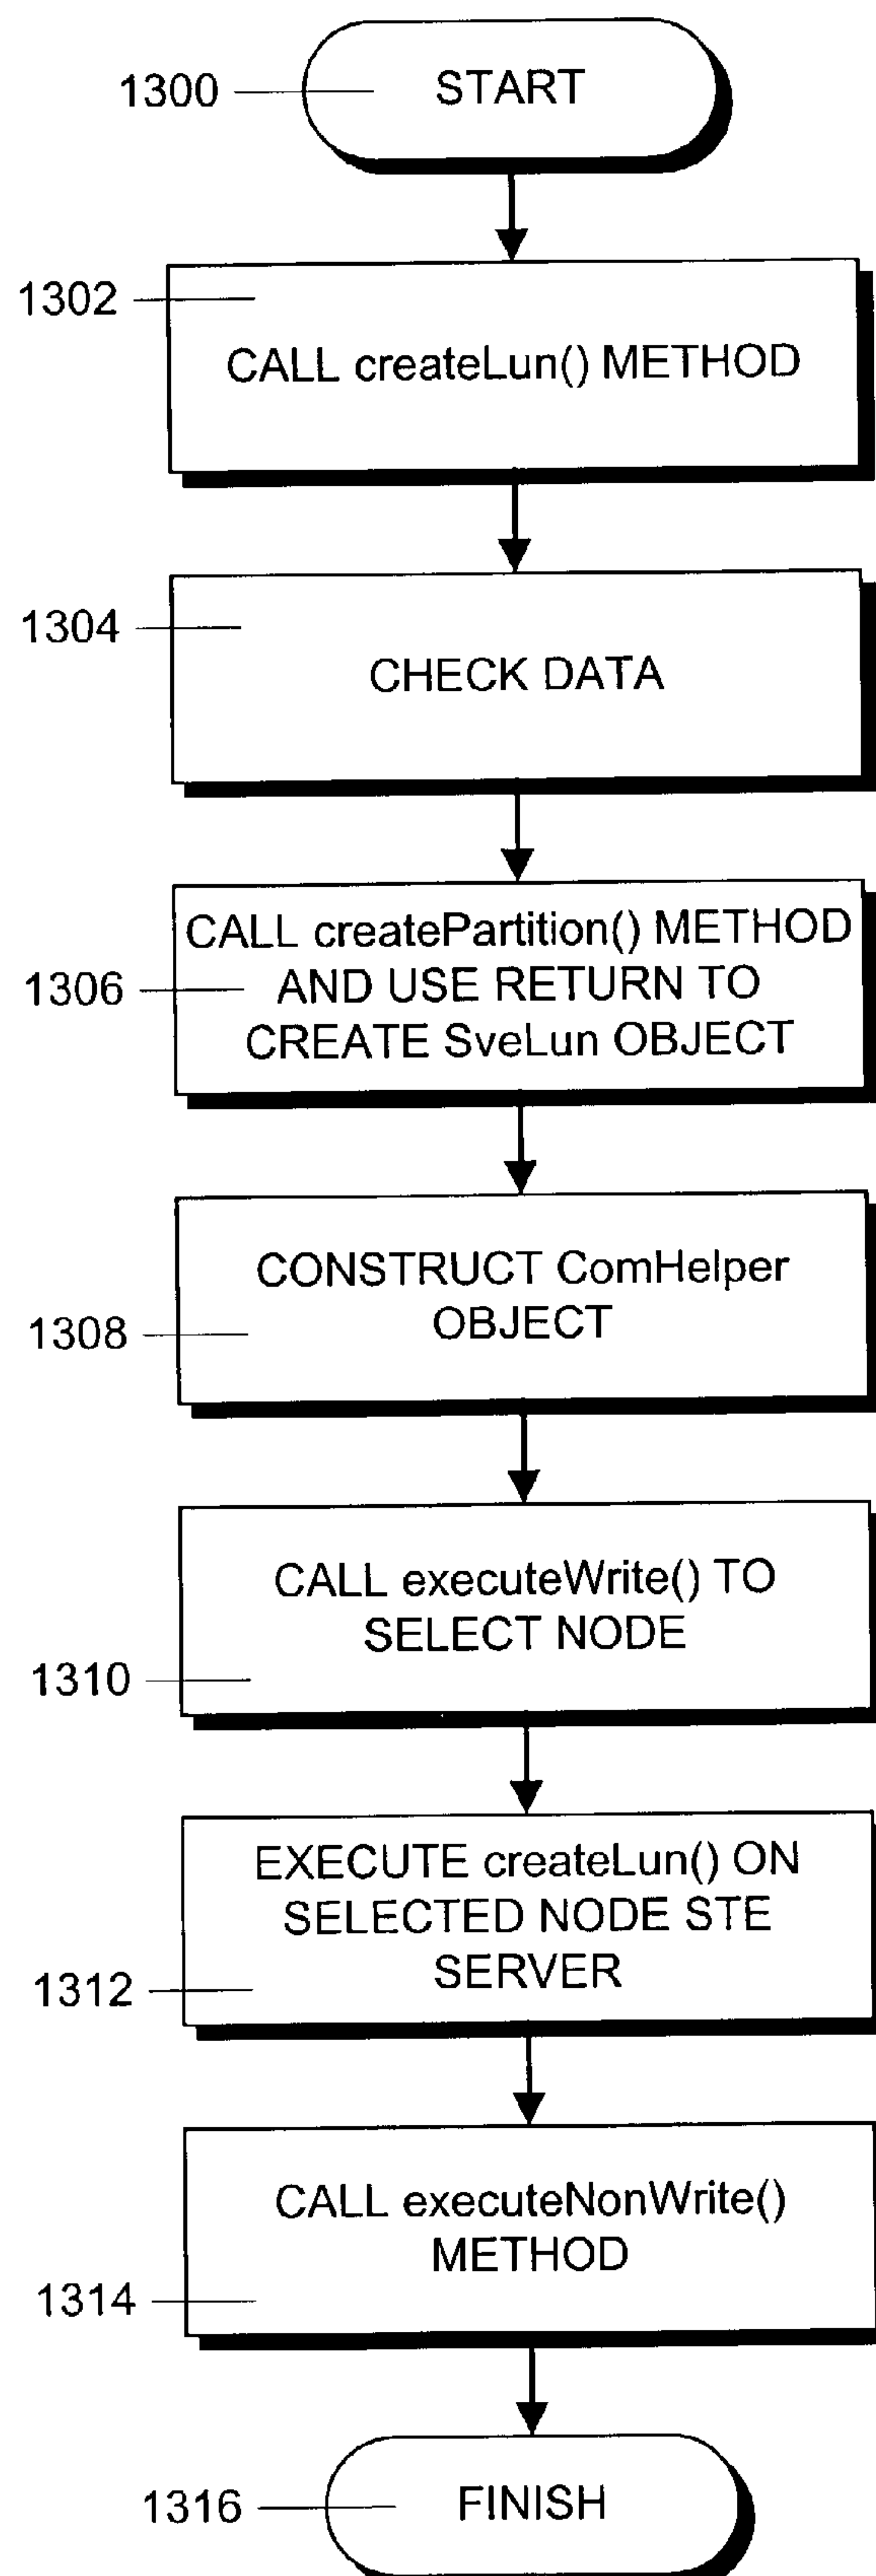 1300
START
1302
CALL createLun() METHOD
1304
CHECK DATA
CALL createPartition() METHOD
1306
AND USE RETURN TO
CREATE SveLun OBJECT
CONSTRUCT ComHelper
OBJECT
1308
CALL executeWrite() TO
SELECT NODE
1310
EXECUTE createLun() ON
SELECTED NODE STE
SERVER
1312
CALL executeNonWrite()
METHOD
1314
1316
FINISH